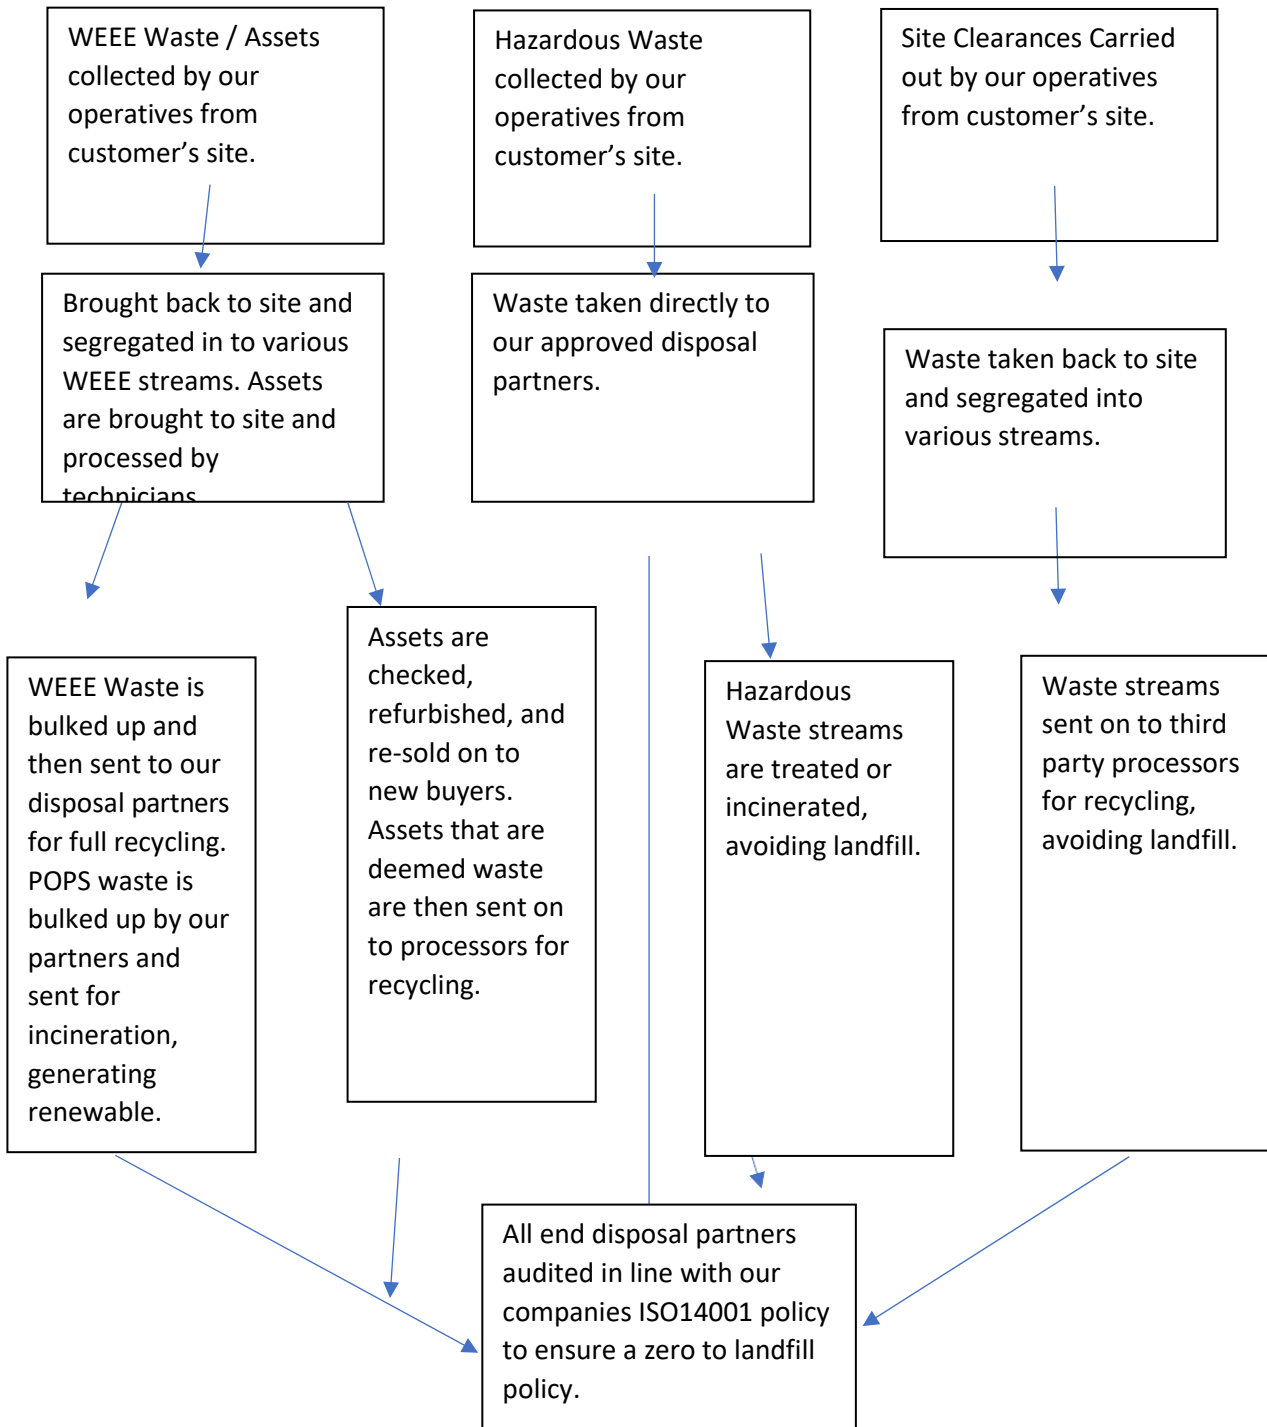 WEEE Waste / Assets
collected by our
operatives from
customer’s site.
Hazardous Waste
collected by our
operatives from
customer’s site.
Site Clearances Carried
out by our operatives
from customer’s site.
Brought back to site and
segregated in to various
WEEE streams. Assets
are brought to site and
processed by
technicians
Waste taken directly to
our approved disposal
partners.
Waste taken back to site
and segregated into
various streams.
WEEE Waste is
bulked up and
then sent to our
disposal partners
for full recycling.
POPS waste is
bulked up by our
partners and
sent for
incineration,
generating
renewable.
Assets are
checked,
refurbished, and
re-sold on to
new buyers.
Assets that are
deemed waste
are then sent on
to processors for
recycling.
Hazardous
Waste streams
are treated or
incinerated,
avoiding landfill.
Waste streams
sent on to third
party processors
for recycling,
avoiding landfill.
All end disposal partners
audited in line with our
companies ISO14001 policy
to ensure a zero to landfill
policy.